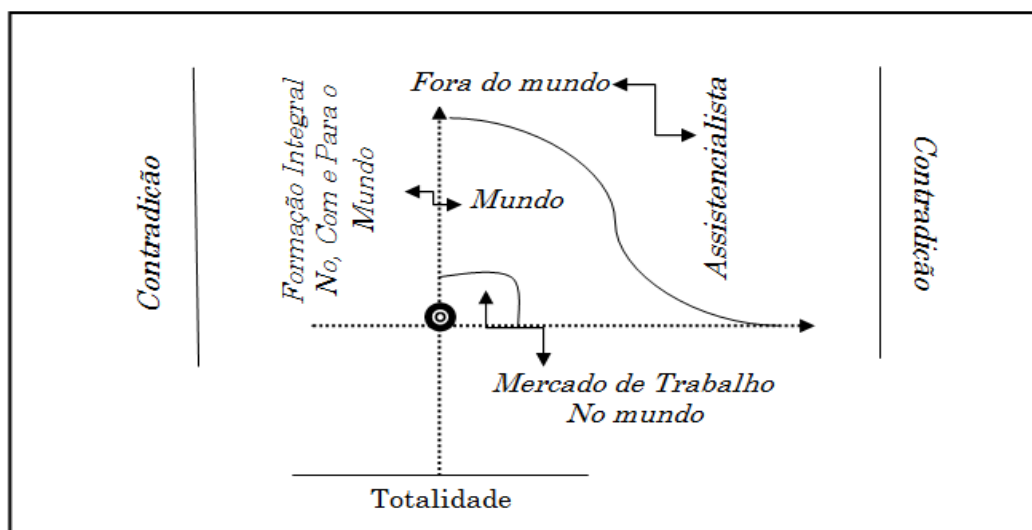 Contradição
Formação Integral
No, Com e Para o
Mundo
Fora do mundo
Assistencialista
Contradição
Mundo
Mercado de Trabalho
No mundo
Totalidade